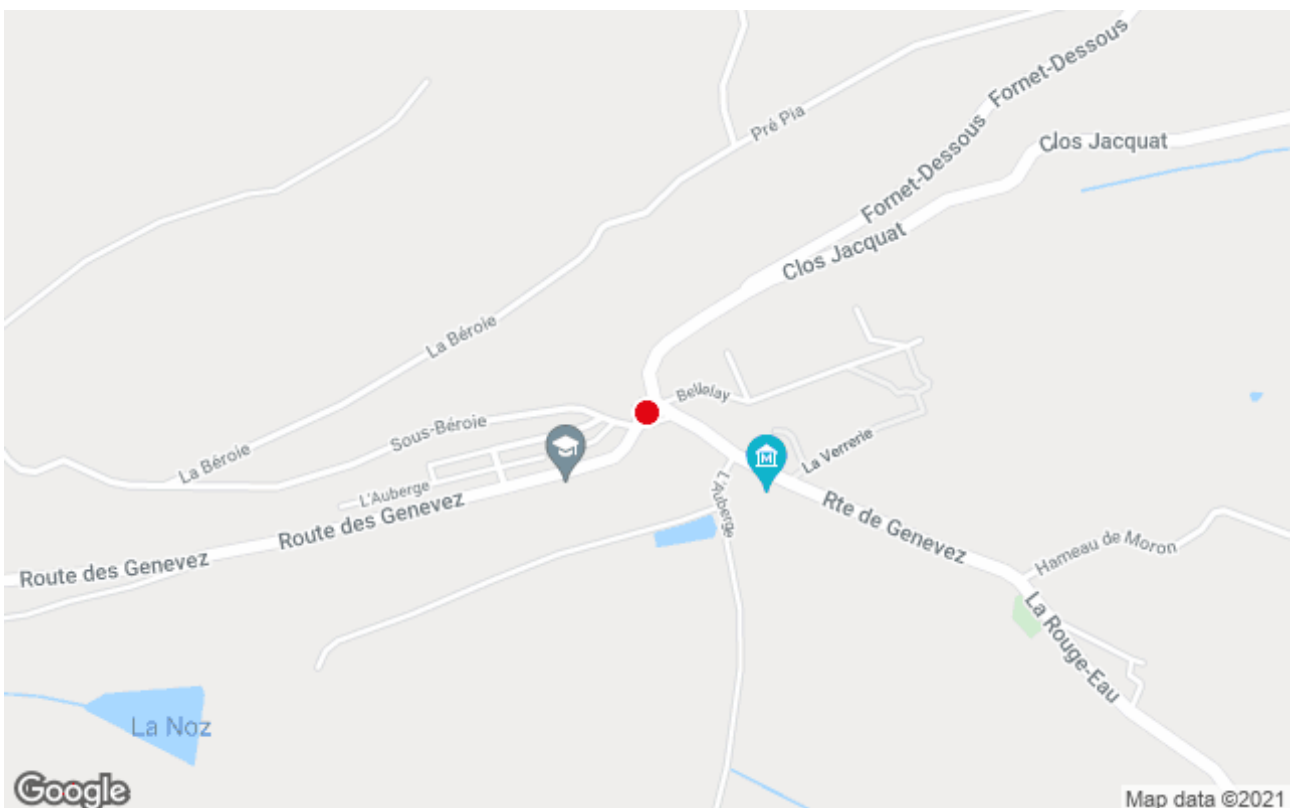 Fornet-Dessous
Pré Pia
Clos Jacquat
Fornet-Dessous
Clos Jacquat
La Béroie
Bellelay
Sous-Béroie
La Béroie
La Verrerie
L'Auberge
L'Auberge
Route des Genevez
Rte de Genevez
Route des Genevez
Hameau de Moron
La Rouge-Eau
La Noz
Google
Map data ©2021